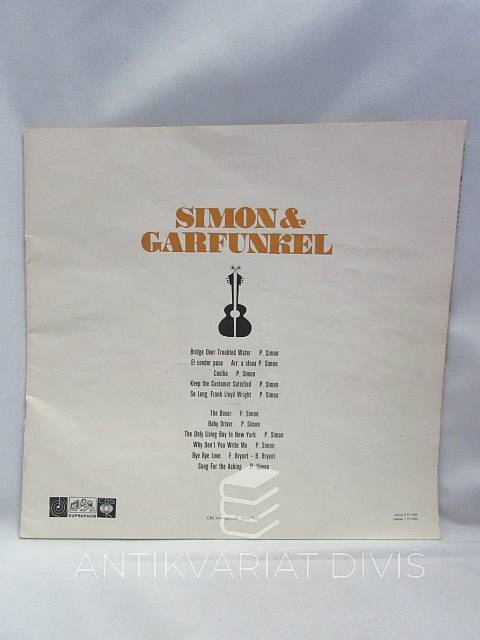 SIMON &
GARFUNKEL
Bridge Over Troubled Water P. Simon
El condor pasa Arr. a slova P. Simon
Cecilia P. Simon
Keep the Customer Satisfied P. Simon
So Long, Frank Lloyd Wright P. Simon
The Boxer P. Simon
Baby Driver P. Simon
The Only Living Boy In New York P. Simon
Why Don't You Write Me P. Simon
Bye Bye Love F. Bryant – B. Bryant
Song For the Asking P. Simon
SUPRAPHON
CBS
ANTIKVARIÁT DIVIŠ